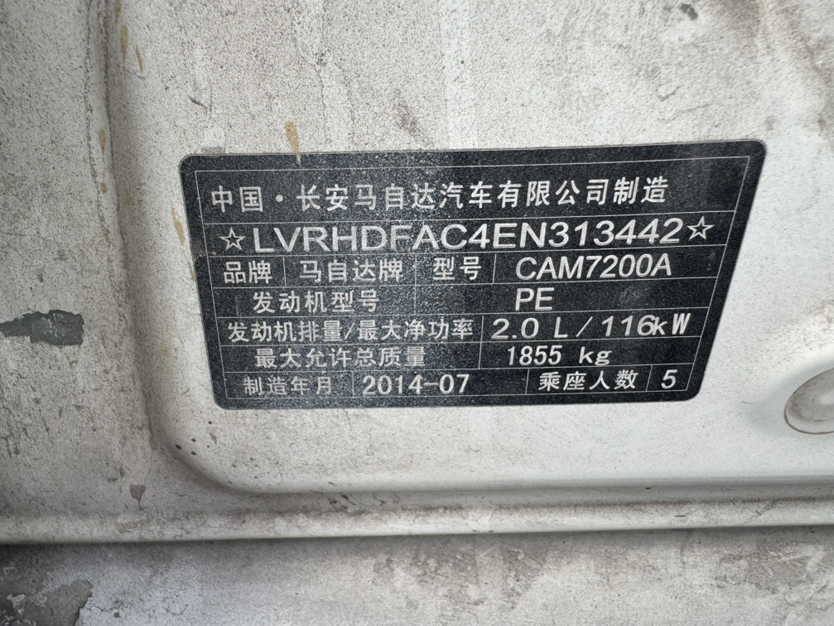 中国·长安马自达汽车有限公司制造
☆LVRHDFAC4EN313442☆
品牌 马自达牌 型号 CAM7200A
发动机型号 PE
发动机排量/最大净功率 2.0 L/116kW
最大允许总质量 1855 kg
制造年月 2014-07 乘座人数 5